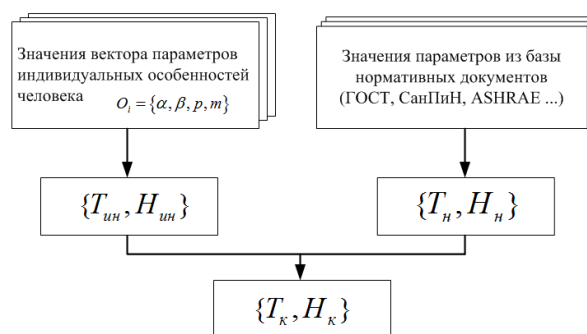 Значения вектора параметров
индивидуальных особенностей
человека O_i = {α, β, p, m}
Значения параметров из базы
нормативных документов
(ГОСТ, СанПиН, ASHRAE ...)
{T_ин, H_ин}
{T_н, H_н}
{T_к, H_к}